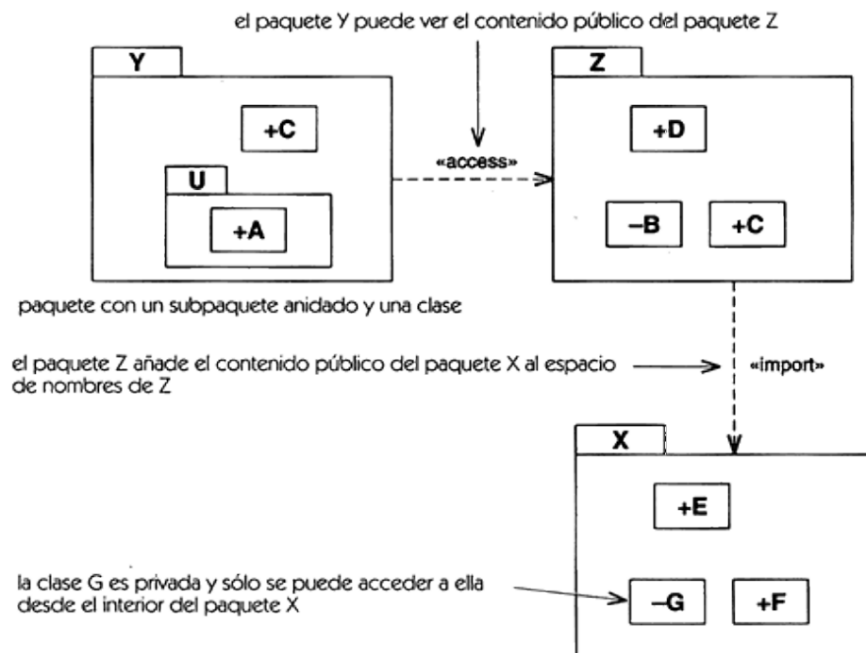 el paquete Y puede ver el contenido público del paquete Z
Y
Z
+C
+D
«access»
U
+A
–B
+C
paquete con un subpaquete anidado y una clase
el paquete Z añade el contenido público del paquete X al espacio
de nombres de Z
«import»
X
+E
la clase G es privada y sólo se puede acceder a ella
desde el interior del paquete X
–G
+F